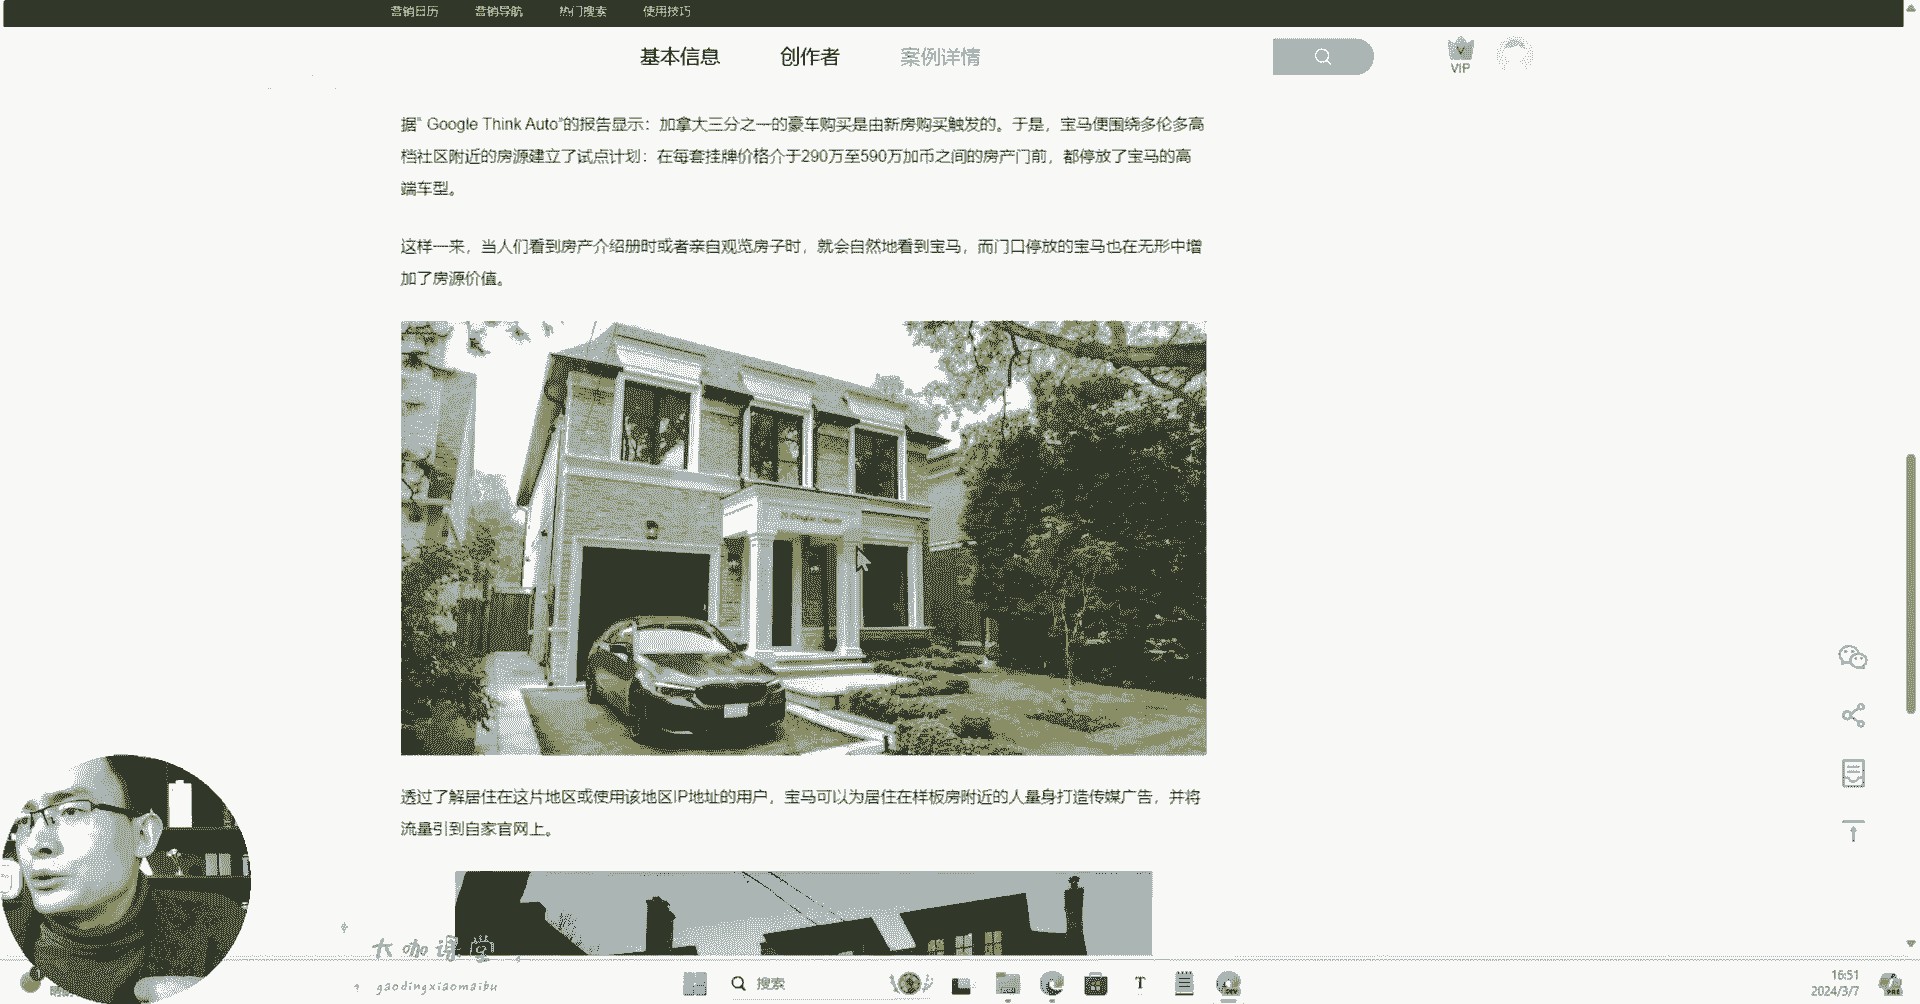 营销日历 营销导航 热门搜索 使用技巧
基本信息 创作者 案例详情
VIP
据“ Google Think Auto”的报告显示：加拿大三分之一的豪车购买是由新房购买触发的。于是，宝马便围绕多伦多高
档社区附近的房源建立了试点计划：在每套挂牌价格介于290万至590万加币之间的房产门前，都停放了宝马的高
端车型。
这样一来，当人们看到房产介绍册时或者亲自观览房子时，就会自然地看到宝马，而门口停放的宝马也在无形中增
加了房源价值。
透过了解居住在这片地区或使用该地区IP地址的用户，宝马可以为居住在样板房附近的人量身打造传媒广告，并将
流量引到自家官网上。
大咖课堂
gaodingxiaomaibu
搜索
16:51
2024/3/7